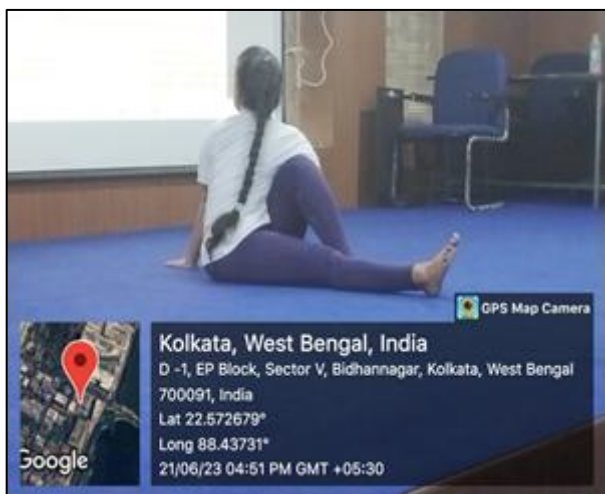 GPS Map Camera
Kolkata, West Bengal, India
D -1, EP Block, Sector V, Bidhannagar, Kolkata, West Bengal
700091, India
Lat 22.572679°
Long 88.43731°
21/06/23 04:51 PM GMT +05:30
Google